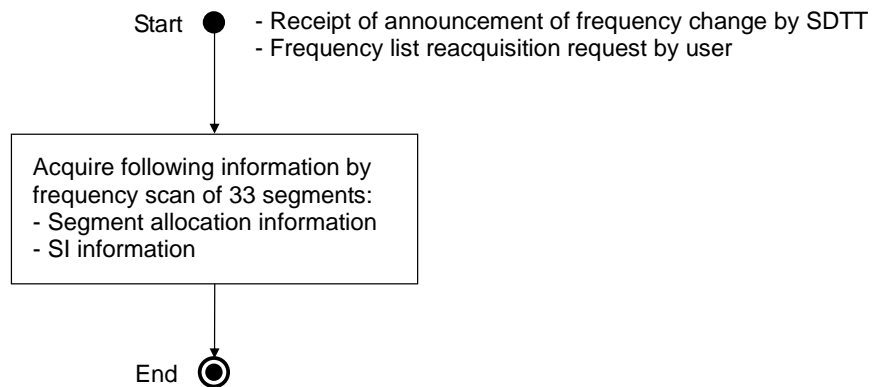 Start
- Receipt of announcement of frequency change by SDTT
- Frequency list reacquisition request by user
Acquire following information by
frequency scan of 33 segments:
- Segment allocation information
- SI information
End